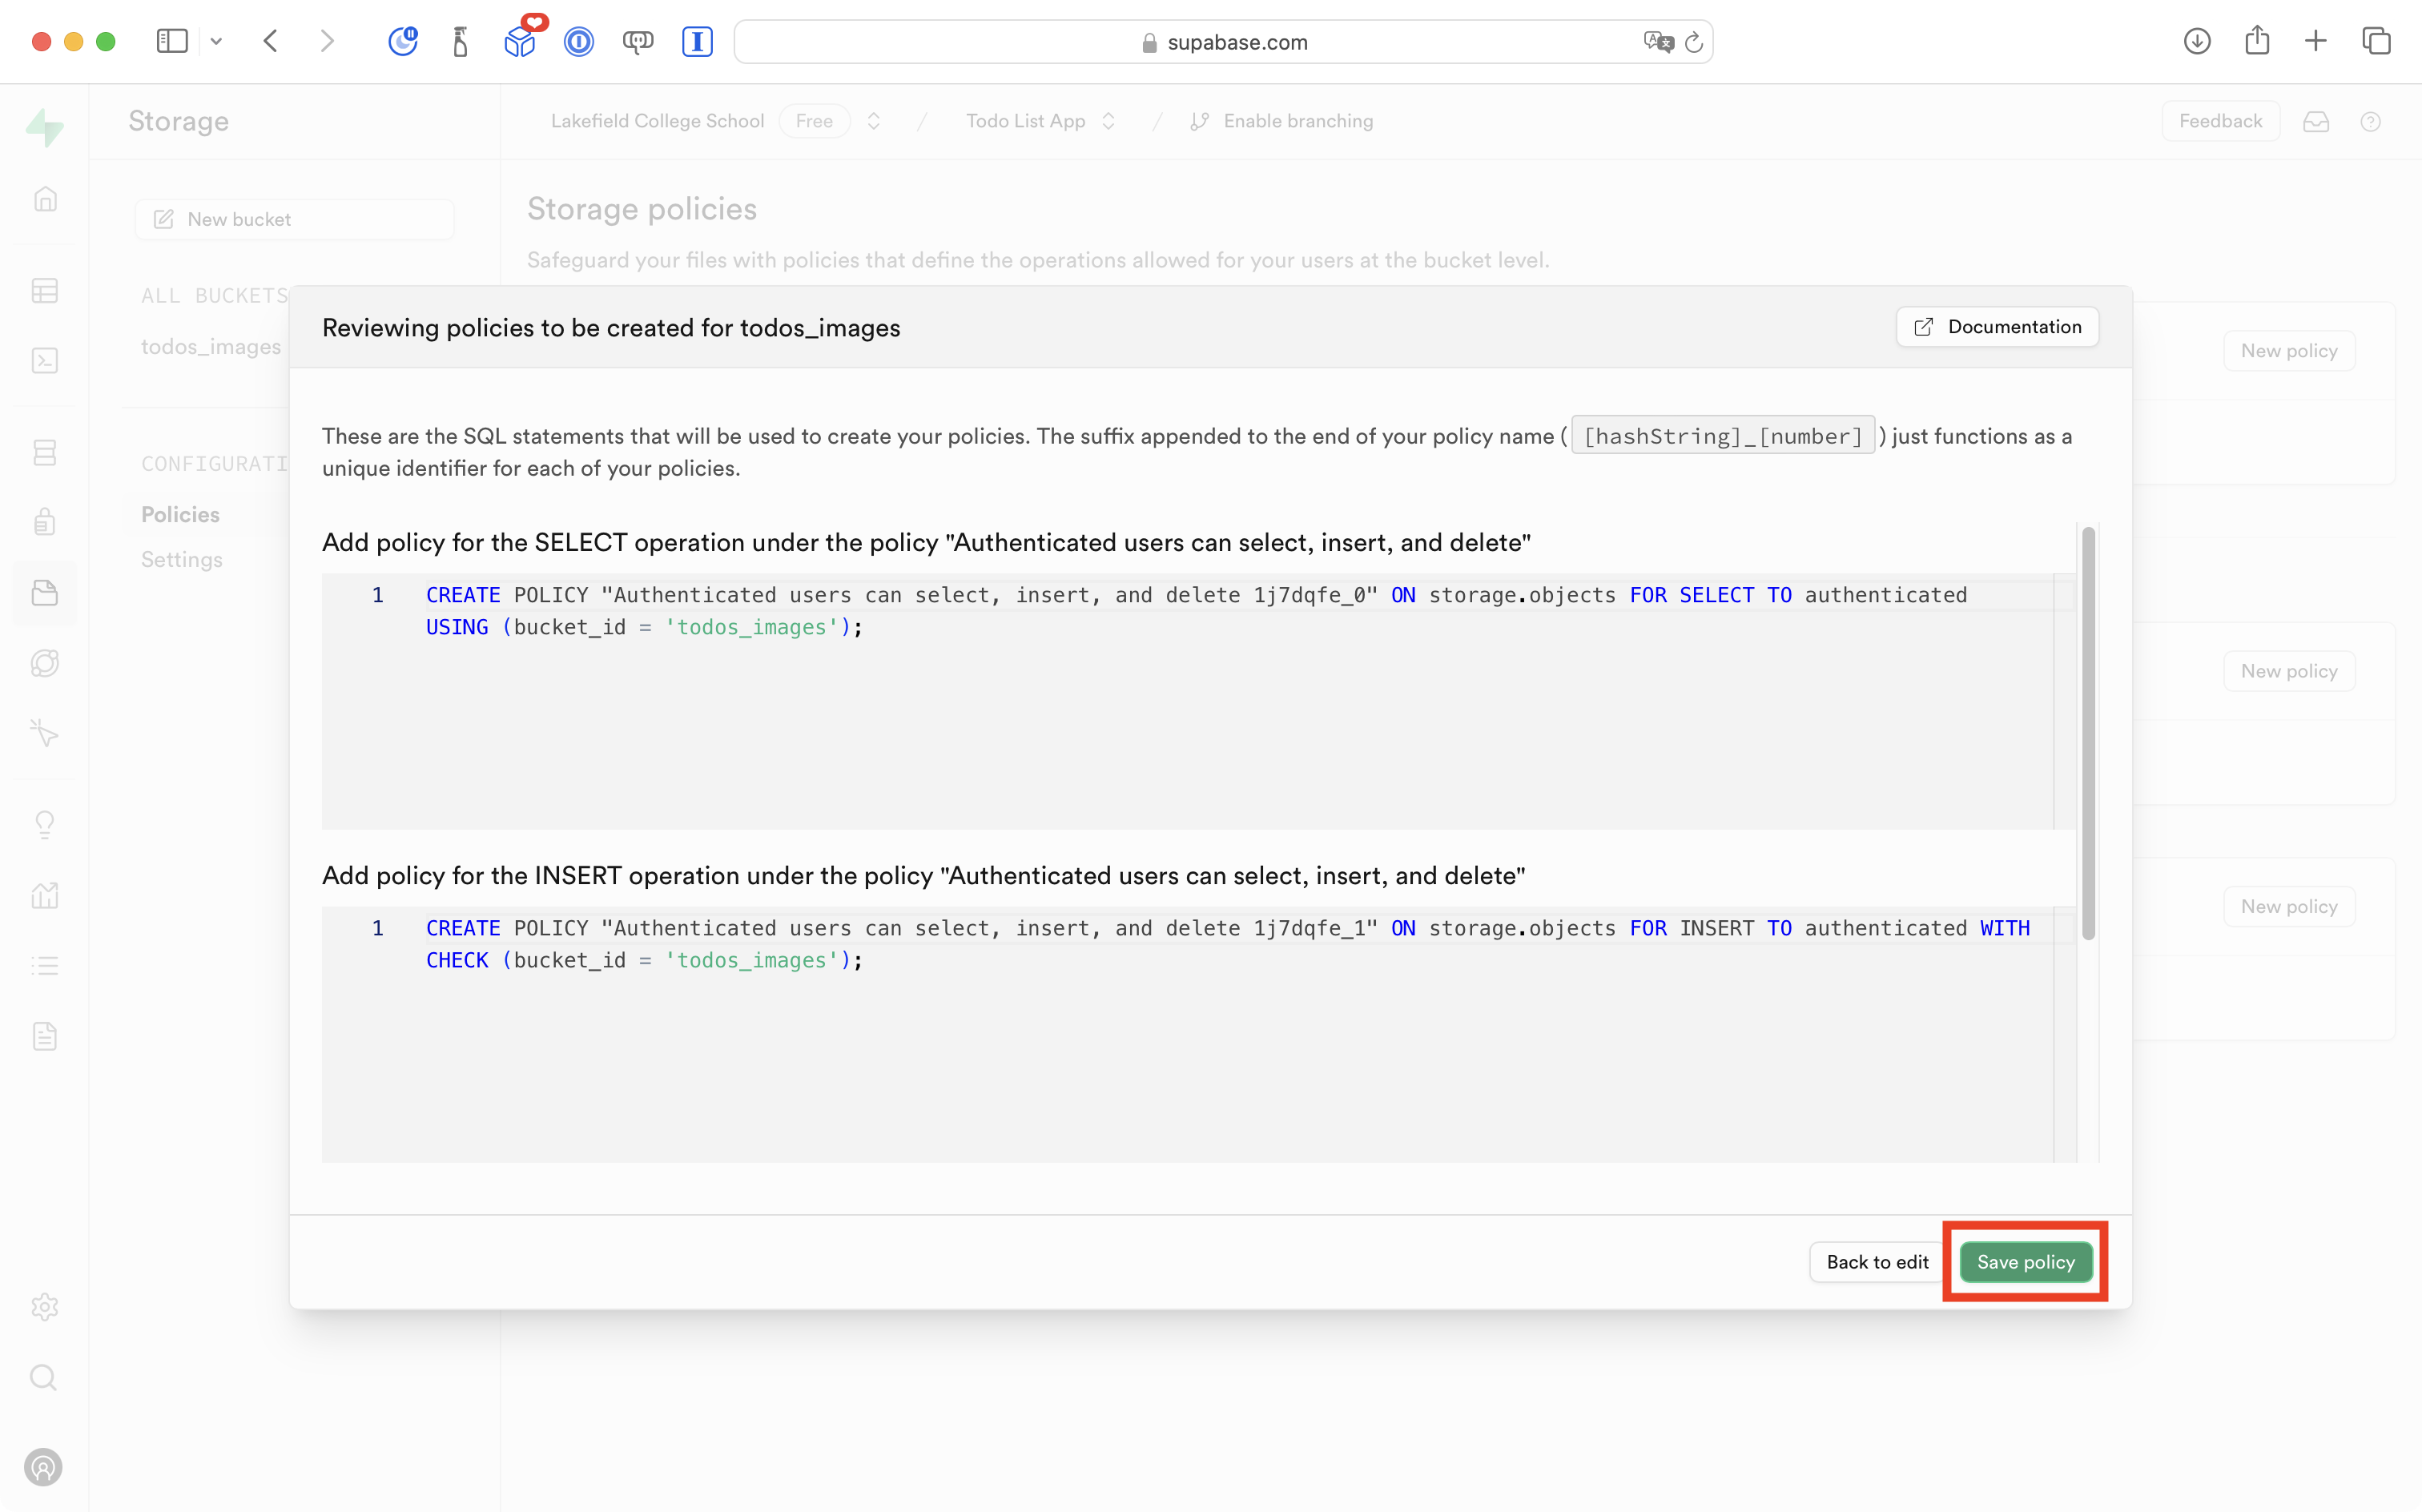 supabase.com
Storage
Lakefield College School
Free
/
Todo List App
/
Enable branching
Feedback
New bucket
Storage policies
Safeguard your files with policies that define the operations allowed for your users at the bucket level.
ALL BUCKETS
todos_images
CONFIGURATI
Policies
Settings
New policy
New policy
New policy
Reviewing policies to be created for todos_images
Documentation
These are the SQL statements that will be used to create your policies. The suffix appended to the end of your policy name ( [hashString]_[number] ) just functions as a
unique identifier for each of your policies.
Add policy for the SELECT operation under the policy "Authenticated users can select, insert, and delete"
1 CREATE POLICY "Authenticated users can select, insert, and delete 1j7dqfe_0" ON storage.objects FOR SELECT TO authenticated
USING (bucket_id = 'todos_images');
Add policy for the INSERT operation under the policy "Authenticated users can select, insert, and delete"
1 CREATE POLICY "Authenticated users can select, insert, and delete 1j7dqfe_1" ON storage.objects FOR INSERT TO authenticated WITH
CHECK (bucket_id = 'todos_images');
Back to edit
Save policy